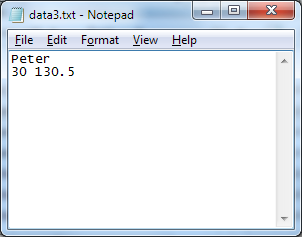 data3.txt - Notepad
File Edit Format View Help
Peter
30 130.5